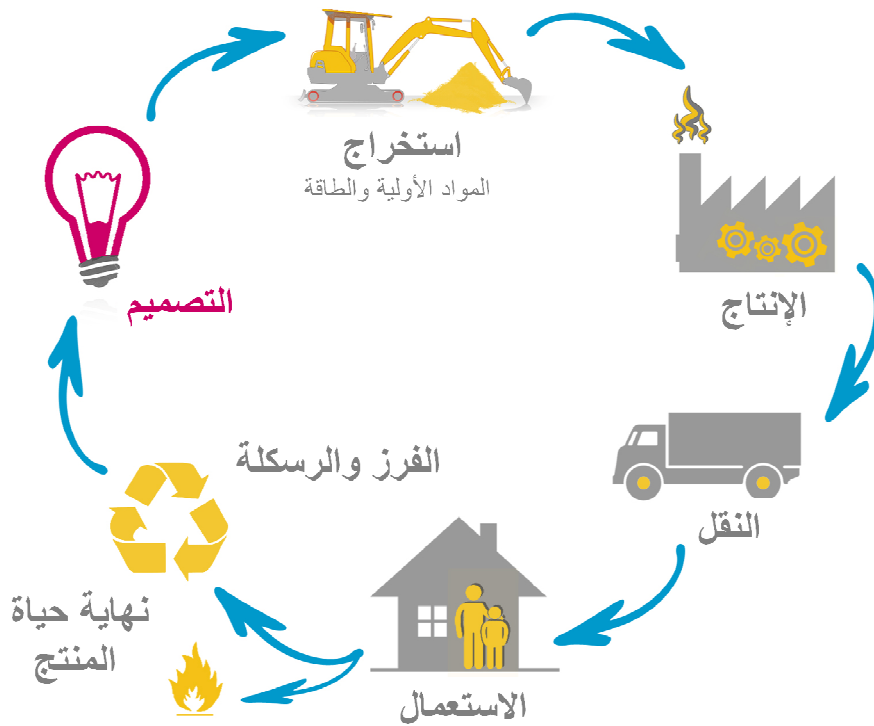 استخراج
المواد الأولية والطاقة
الإنتاج
النقل
الاستعمال
الفرز والرسكلة
نهاية حياة
المنتج
التصميم